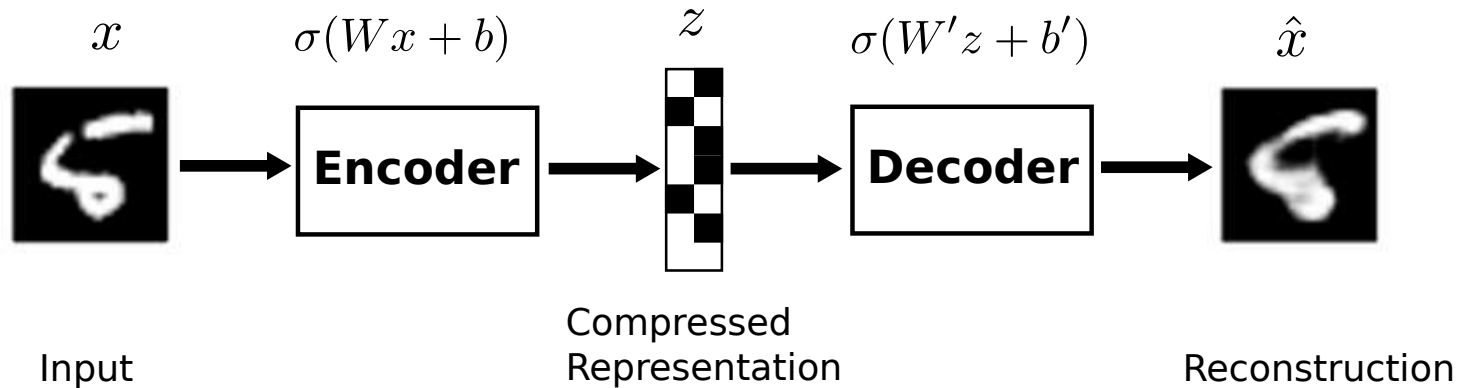 x
σ(Wx + b)
z
σ(W′z + b′)
x̂
Encoder
Decoder
Compressed
Representation
Input
Reconstruction